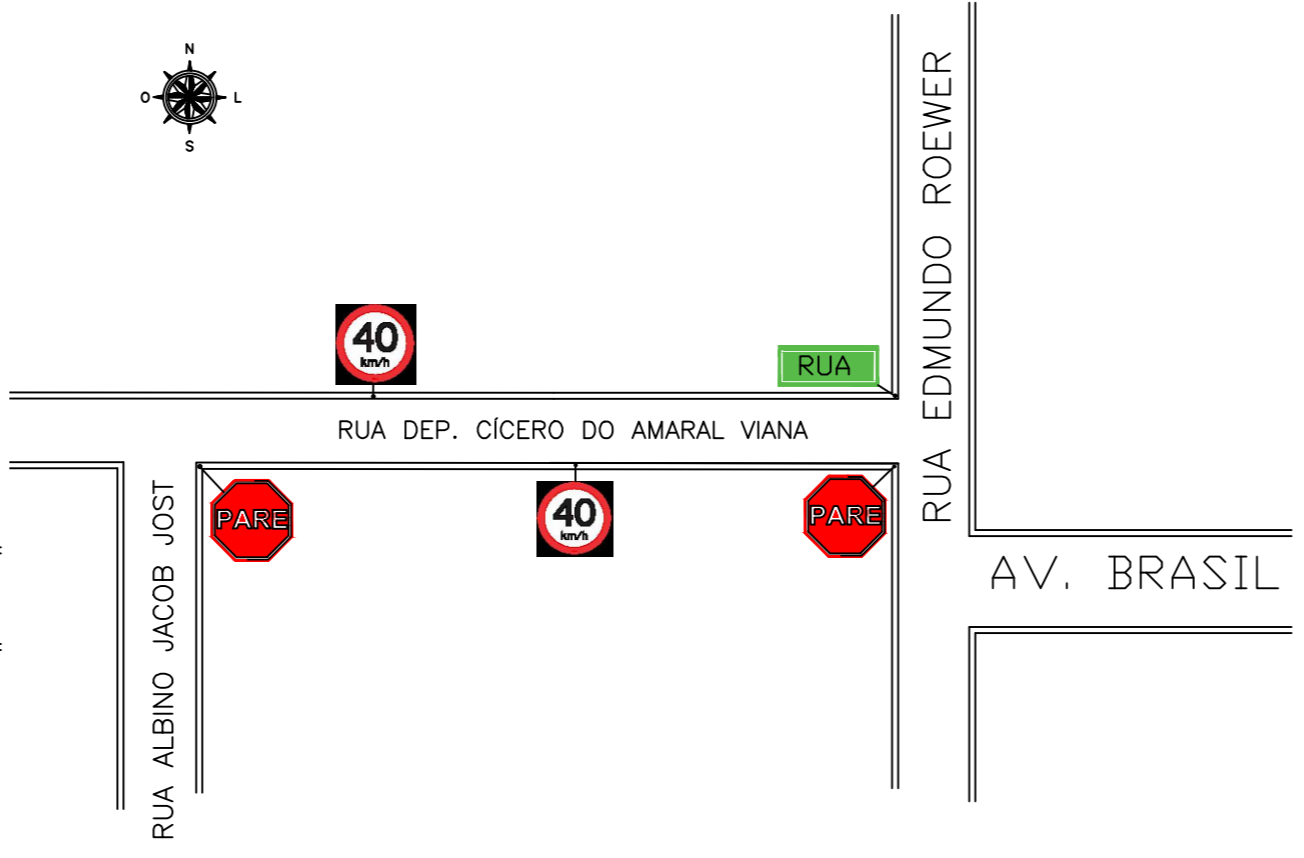 N
O
L
S
RUA EDMUNDO ROEWER
40
km/h
RUA
RUA DEP. CÍCERO DO AMARAL VIANA
RUA ALBINO JACOB JOST
PARE
40
km/h
PARE
AV. BRASIL